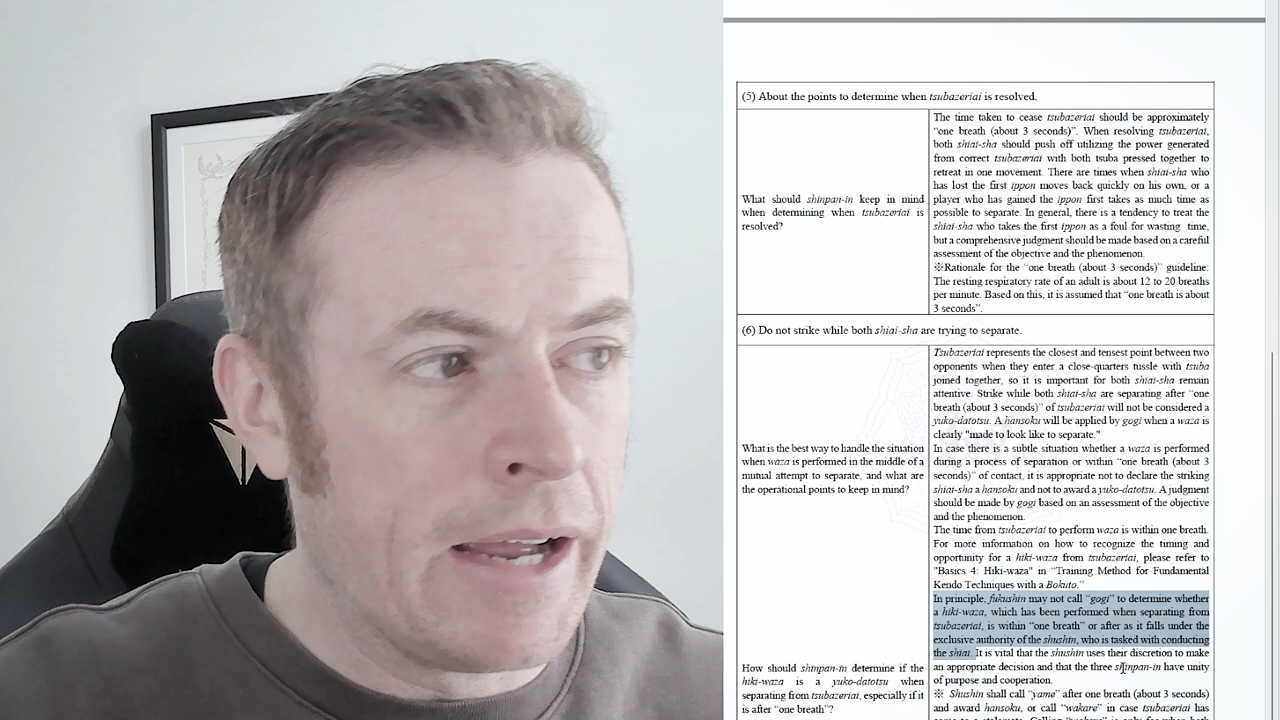 (5) About the points to determine when tsubazeriai is resolved.
What should shinpan-in keep in mind
when determining when tsubazeriai is
resolved?
The time taken to cease tsubazeriai should be approximately
“one breath (about 3 seconds)”. When resolving tsubazeriai,
both shiai-sha should push off utilizing the power generated
from correct tsubazeriai with both tsuba pressed together to
retreat in one movement. There are times when shiai-sha who
has lost the first ippon moves back quickly on his own, or a
player who has gained the ippon first takes as much time as
possible to separate. In general, there is a tendency to treat the
shiai-sha who takes the first ippon as a foul for wasting time,
but a comprehensive judgment should be made based on a careful
assessment of the objective and the phenomenon.
※Rationale for the “one breath (about 3 seconds)” guideline:
The resting respiratory rate of an adult is about 12 to 20 breaths
per minute. Based on this, it is assumed that “one breath is about
3 seconds”.
(6) Do not strike while both shiai-sha are trying to separate.
What is the best way to handle the situation
when waza is performed in the middle of a
mutual attempt to separate, and what are
the operational points to keep in mind?
Tsubazeriai represents the closest and tensest point between two
opponents when they enter a close-quarters tussle with tsuba
joined together, so it is important for both shiai-sha remain
attentive. Strike while both shiai-sha are separating after “one
breath (about 3 seconds)” of tsubazeriai will not be considered a
yuko-datotsu. A hansoku will be applied by gogi when a waza is
clearly "made to look like to separate."
In case there is a subtle situation whether a waza is performed
during a process of separation or within “one breath (about 3
seconds)” of contact, it is appropriate not to declare the striking
shiai-sha a hansoku and not to award a yuko-datotsu. A judgment
should be made by gogi based on an assessment of the objective
and the phenomenon.
The time from tsubazeriai to perform waza is within one breath.
For more information on how to recognize the timing and
opportunity for a hiki-waza from tsubazeriai, please refer to
"Basics 4: Hiki-waza" in “Training Method for Fundamental
Kendo Techniques with a Bokuto.”
How should shinpan-in determine if the
hiki-waza is a yuko-datotsu when
separating from tsubazeriai, especially if it
is after “one breath”?
In principle, fukushin may not call “gogi” to determine whether
a hiki-waza, which has been performed when separating from
tsubazeriai, is within “one breath” or after as it falls under the
exclusive authority of the shushin, who is tasked with conducting
the shiai. It is vital that the shushin uses their discretion to make
an appropriate decision and that the three shinpan-in have unity
of purpose and cooperation.
※ Shushin shall call “yame” after one breath (about 3 seconds)
and award hansoku, or call “wakare” in case tsubazeriai has